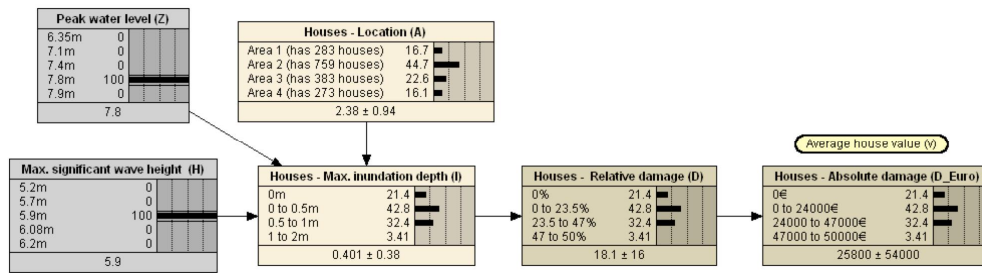 Peak water level (Z)
6.35m 0
7.1m 0
7.4m 0
7.8m 100
7.9m 0
7.8
Houses - Location (A)
Area 1 (has 283 houses) 16.7
Area 2 (has 759 houses) 44.7
Area 3 (has 383 houses) 22.6
Area 4 (has 273 houses) 16.1
2.38 ± 0.94
Max. significant wave height (H)
5.2m 0
5.7m 0
5.9m 100
6.08m 0
6.2m 0
5.9
Houses - Max. inundation depth (I)
0m 21.4
0 to 0.5m 42.8
0.5 to 1m 32.4
1 to 2m 3.41
0.401 ± 0.38
Houses - Relative damage (D)
0% 21.4
0 to 23.5% 42.8
23.5 to 47% 32.4
47 to 50% 3.41
18.1 ± 16
Average house value (v)
Houses - Absolute damage (D_Euro)
0€ 21.4
0 to 24000€ 42.8
24000 to 47000€ 32.4
47000 to 50000€ 3.41
25800 ± 54000